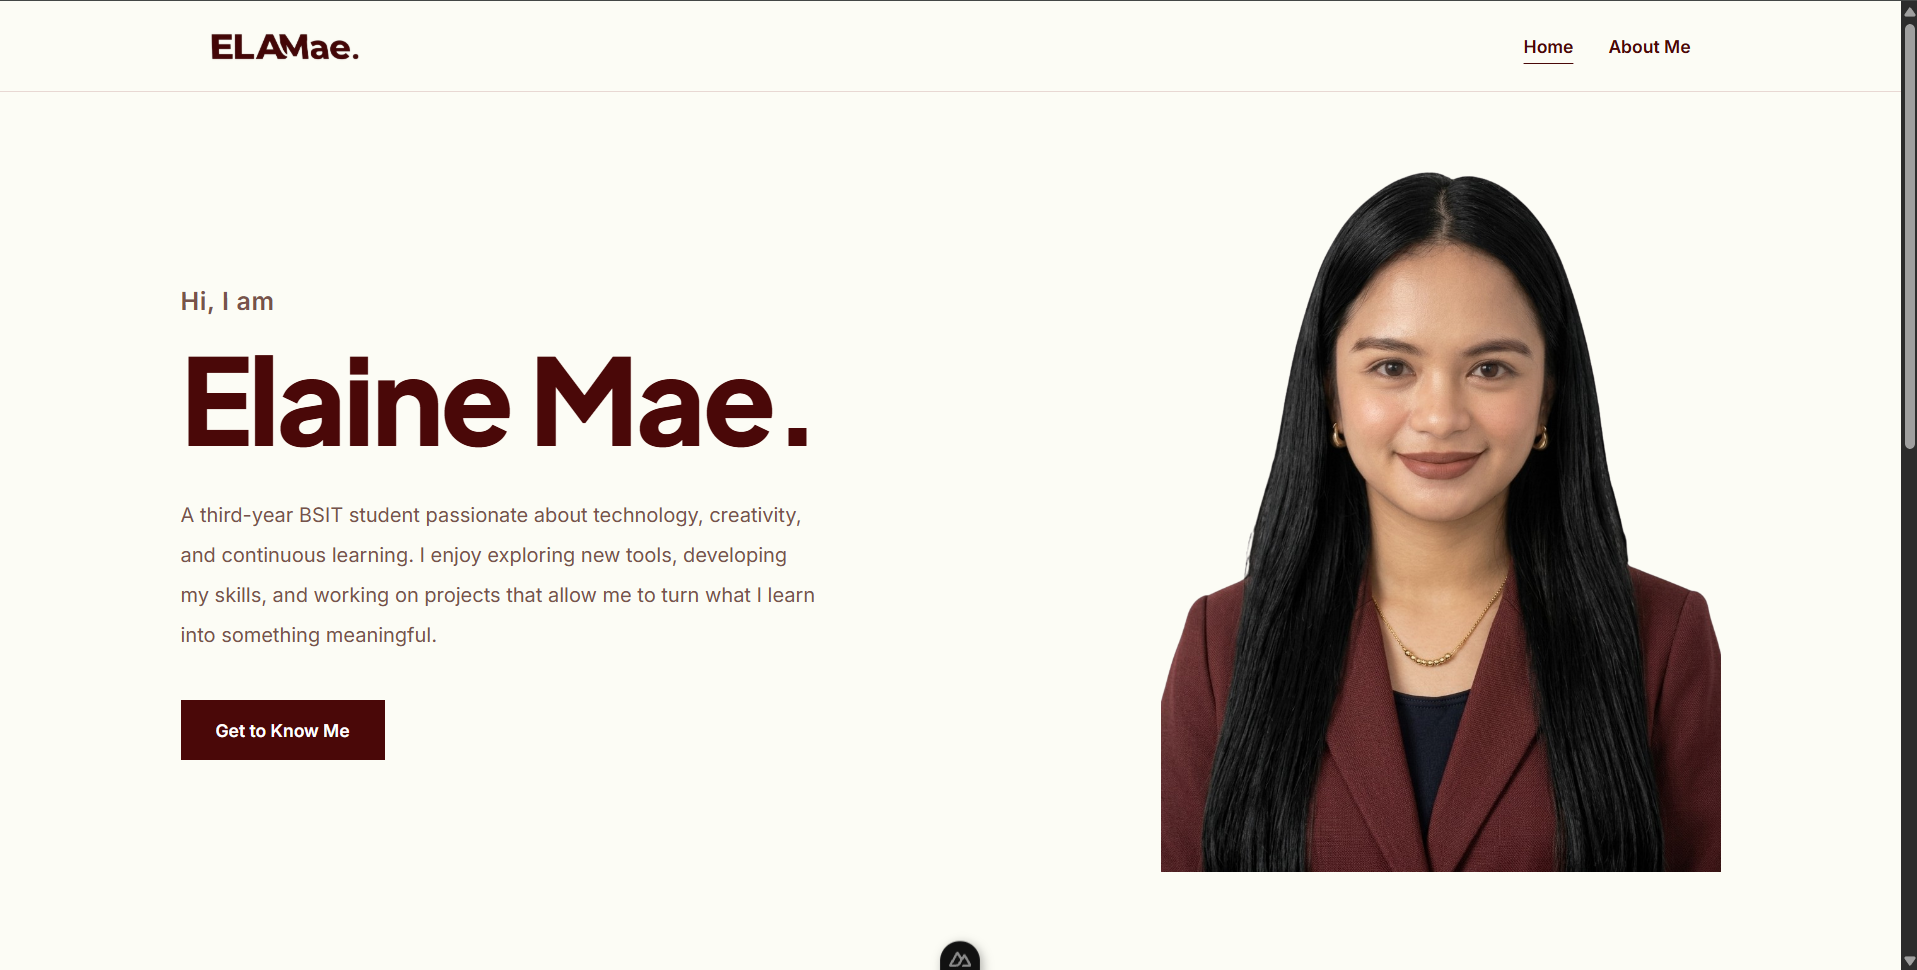 ELAMae.
Home
About Me
Hi, I am
Elaine Mae.
A third-year BSIT student passionate about technology, creativity,
and continuous learning. I enjoy exploring new tools, developing
my skills, and working on projects that allow me to turn what I learn
into something meaningful.
Get to Know Me